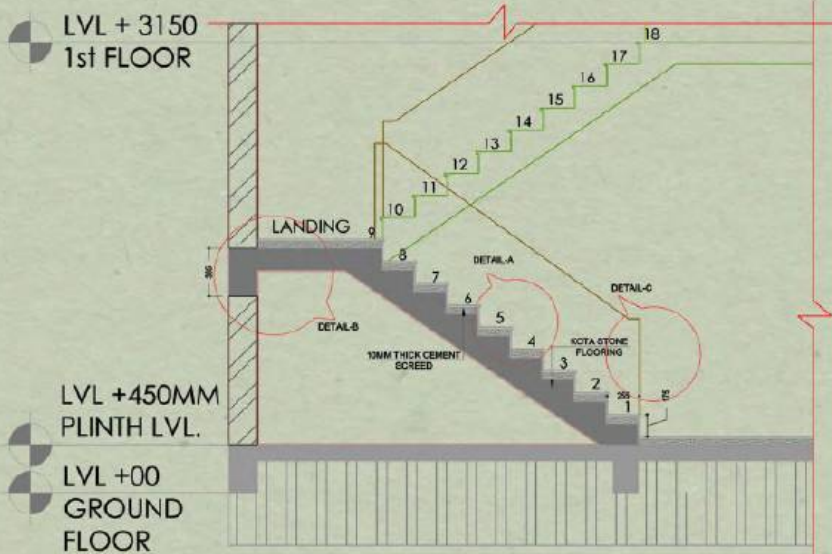 LVL + 3150
1st FLOOR
18
17
16
15
14
13
12
11
10
9
LANDING
8
DETAIL-A
7
DETAIL-C
6
DETAIL-B
5
10MM THICK CEMENT
SCREED
4
KOTA STONE
FLOORING
3
2
255
175
1
LVL +450MM
PLINTH LVL.
LVL +00
GROUND
FLOOR